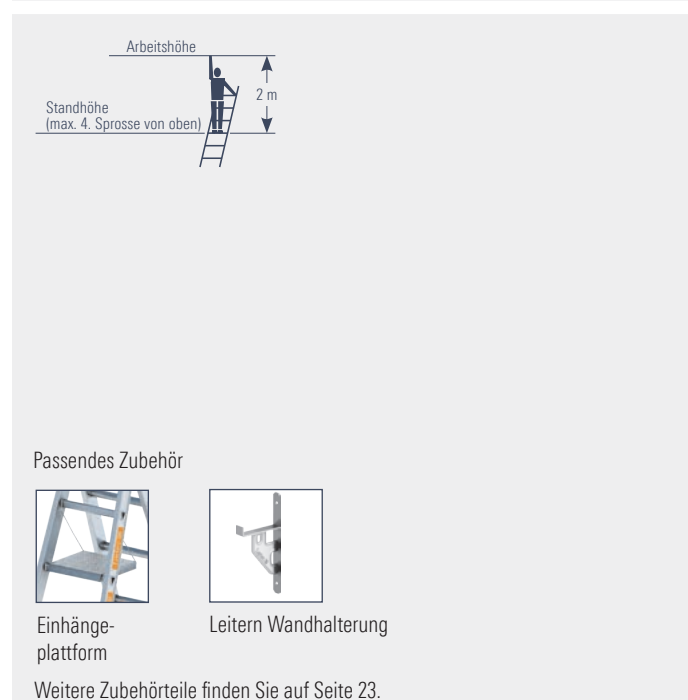 Arbeitshöhe
2 m
Standhöhe
(max. 4. Sprosse von oben)
Passendes Zubehör
Einhänge-
plattform
Leitern Wandhalterung
Weitere Zubehörteile finden Sie auf Seite 23.